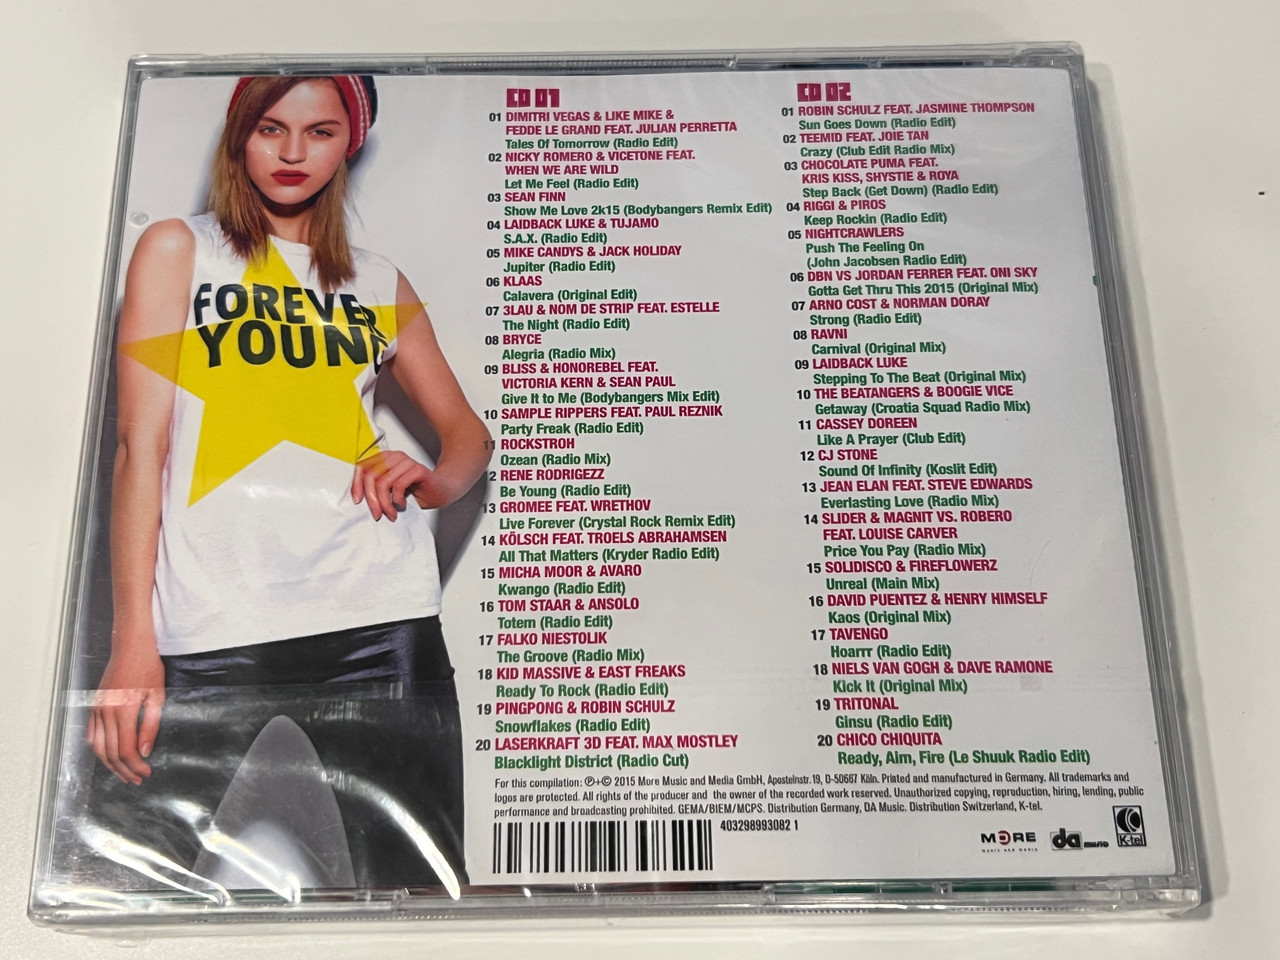 FOREVER
YOUNG
CD 01
01 DIMITRI VEGAS & LIKE MIKE &
FEDDE LE GRAND FEAT. JULIAN PERRETTA
Tales Of Tomorrow (Radio Edit)
02 NICKY ROMERO & VICETONE FEAT.
WHEN WE ARE WILD
Let Me Feel (Radio Edit)
03 SEAN FINN
Show Me Love 2k15 (Bodybangers Remix Edit)
04 LAIDBACK LUKE & TUJAMO
S.A.X. (Radio Edit)
05 MIKE CANDYS & JACK HOLIDAY
Jupiter (Radio Edit)
06 KLAAS
Calavera (Original Edit)
07 3LAU & NOM DE STRIP FEAT. ESTELLE
The Night (Radio Edit)
08 BRYCE
Alegria (Radio Mix)
09 BLISS & HONOREBEL FEAT.
VICTORIA KERN & SEAN PAUL
Give It to Me (Bodybangers Mix Edit)
10 SAMPLE RIPPERS FEAT. PAUL REZNIK
Party Freak (Radio Edit)
11 ROCKSTROH
Ozean (Radio Mix)
2 RENE RODRIGEZZ
Be Young (Radio Edit)
13 GROMEE FEAT. WRETHOV
Live Forever (Crystal Rock Remix Edit)
14 KÖLSCH FEAT. TROELS ABRAHAMSEN
All That Matters (Kryder Radio Edit)
15 MICHA MOOR & AVARO
Kwango (Radio Edit)
16 TOM STAAR & ANSOLO
Totem (Radio Edit)
17 FALKO NIESTOLIK
The Groove (Radio Mix)
18 KID MASSIVE & EAST FREAKS
Ready To Rock (Radio Edit)
19 PINGPONG & ROBIN SCHULZ
Snowflakes (Radio Edit)
20 LASERKRAFT 3D FEAT. MAX MOSTLEY
Blacklight District (Radio Cut)
CD 02
01 ROBIN SCHULZ FEAT. JASMINE THOMPSON
Sun Goes Down (Radio Edit)
02 TEEMID FEAT. JOIE TAN
Crazy (Club Edit Radio Mix)
03 CHOCOLATE PUMA FEAT.
KRIS KISS, SHYSTIE & ROYA
Step Back (Get Down) (Radio Edit)
04 RIGGI & PIROS
Keep Rockin (Radio Edit)
05 NIGHTCRAWLERS
Push The Feeling On
(John Jacobsen Radio Edit)
06 DBN VS JORDAN FERRER FEAT. ONI SKY
Gotta Get Thru This 2015 (Original Mix)
07 ARNO COST & NORMAN DORAY
Strong (Radio Edit)
08 RAVNI
Carnival (Original Mix)
09 LAIDBACK LUKE
Stepping To The Beat (Original Mix)
10 THE BEATANGERS & BOOGIE VICE
Getaway (Croatia Squad Radio Mix)
11 CASSEY DOREEN
Like A Prayer (Club Edit)
12 CJ STONE
Sound Of Infinity (Koslit Edit)
13 JEAN ELAN FEAT. STEVE EDWARDS
Everlasting Love (Radio Mix)
14 SLIDER & MAGNIT VS. ROBERO
FEAT. LOUISE CARVER
Price You Pay (Radio Mix)
15 SOLIDISCO & FIREFLOWERZ
Unreal (Main Mix)
16 DAVID PUENTEZ & HENRY HIMSELF
Kaos (Original Mix)
17 TAVENGO
Hoarrr (Radio Edit)
18 NIELS VAN GOGH & DAVE RAMONE
Kick It (Original Mix)
19 TRITONAL
Ginsu (Radio Edit)
20 CHICO CHIQUITA
Ready, Aim, Fire (Le Shuuk Radio Edit)
For this compilation: ℗+© 2015 More Music and Media GmbH, Apostelnstr. 19, D-50667 Köln. Printed and manufactured in Germany. All trademarks and
logos are protected. All rights of the producer and the owner of the recorded work reserved. Unauthorized copying, reproduction, hiring, lending, public
performance and broadcasting prohibited. GEMA/BIEM/MCPS. Distribution Germany, DA Music. Distribution Switzerland, K-tel.
403298993082 1
MORE
MUSIC AND MEDIA
da music
K-tel